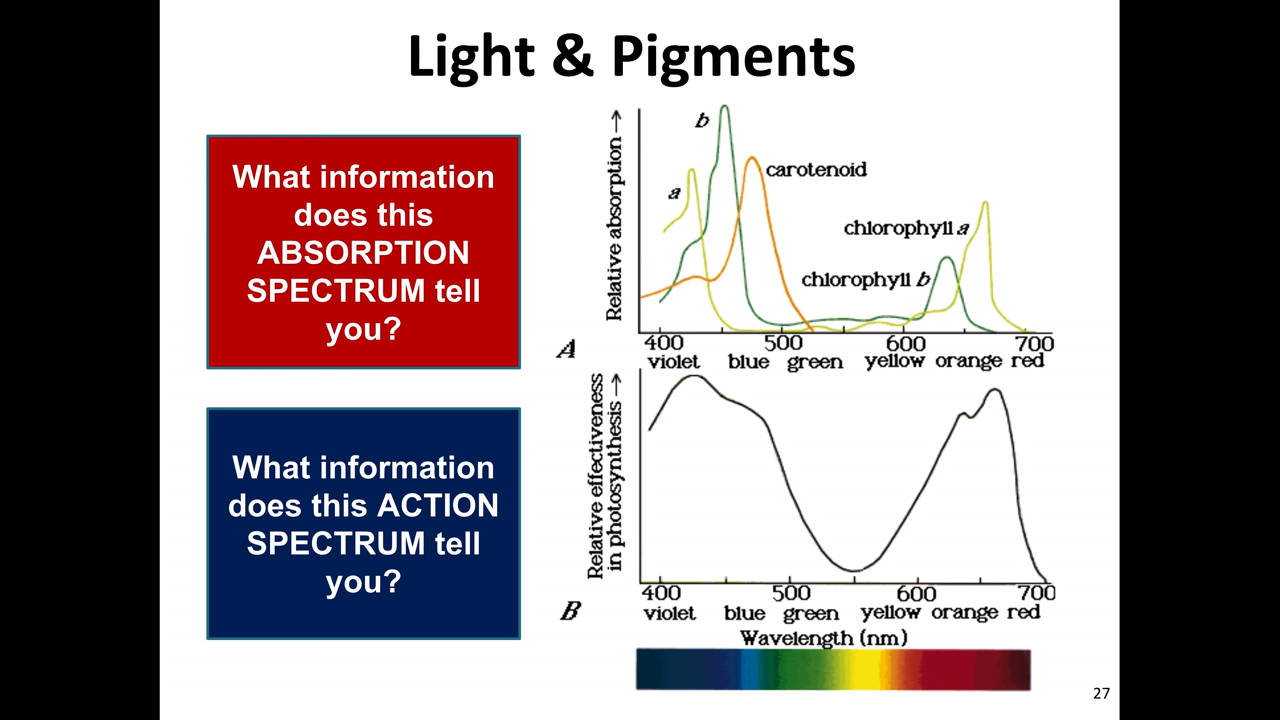 Light & Pigments
What information
does this
ABSORPTION
SPECTRUM tell
you?
What information
does this ACTION
SPECTRUM tell
you?
Relative absorption →
b
a
carotenoid
chlorophyll a
chlorophyll b
A
400 500 600 700
violet blue green yellow orange red
Relative effectiveness
in photosynthesis →
B
400 500 600 700
violet blue green yellow orange red
Wavelength (nm)
27